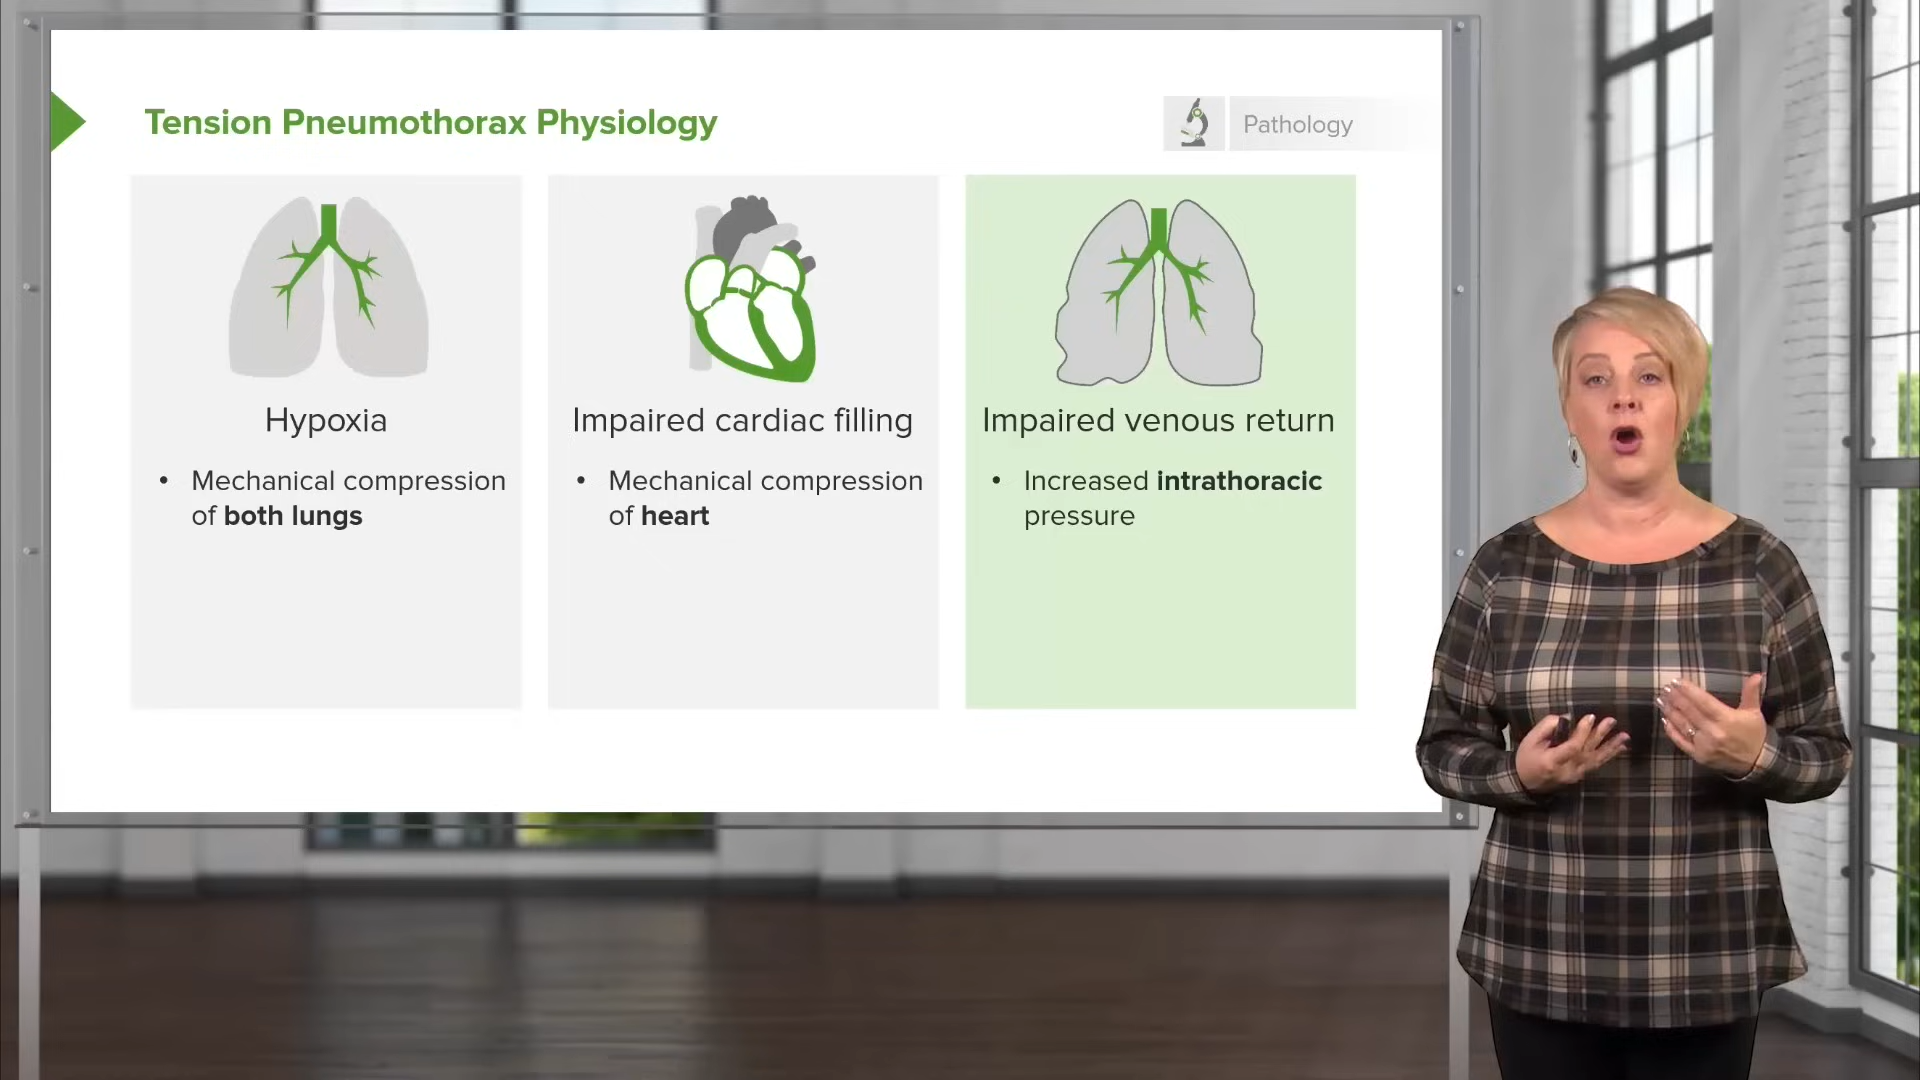 Tension Pneumothorax Physiology
Pathology
Hypoxia
• Mechanical compression
of both lungs
Impaired cardiac filling
• Mechanical compression
of heart
Impaired venous return
• Increased intrathoracic
pressure